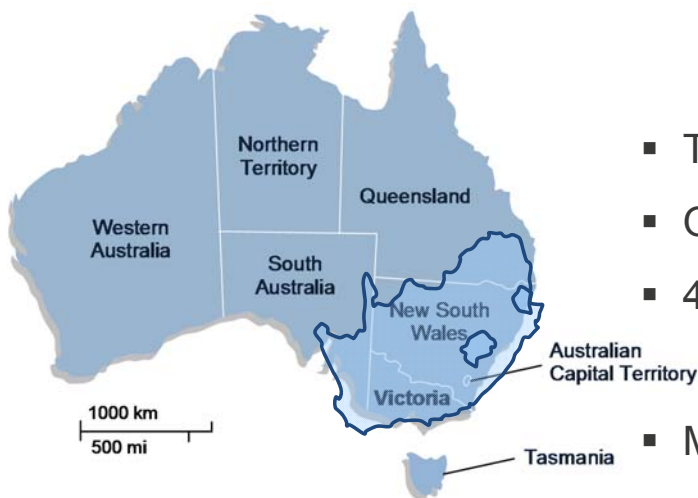 Northern
Territory
Queensland
Western
Australia
South
Australia
New South
Wales
Australian
Capital Territory
Victoria
1000 km
500 mi
Tasmania
▪ T
▪
▪ 4
▪ M